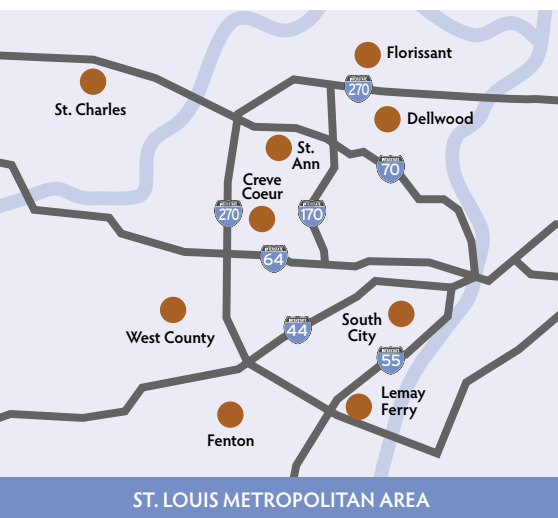 Florissant
270
St. Charles
Dellwood
St.
Ann
70
Creve
Coeur
270
170
64
West County
44
South
City
55
Lemay
Ferry
Fenton
ST. LOUIS METROPOLITAN AREA